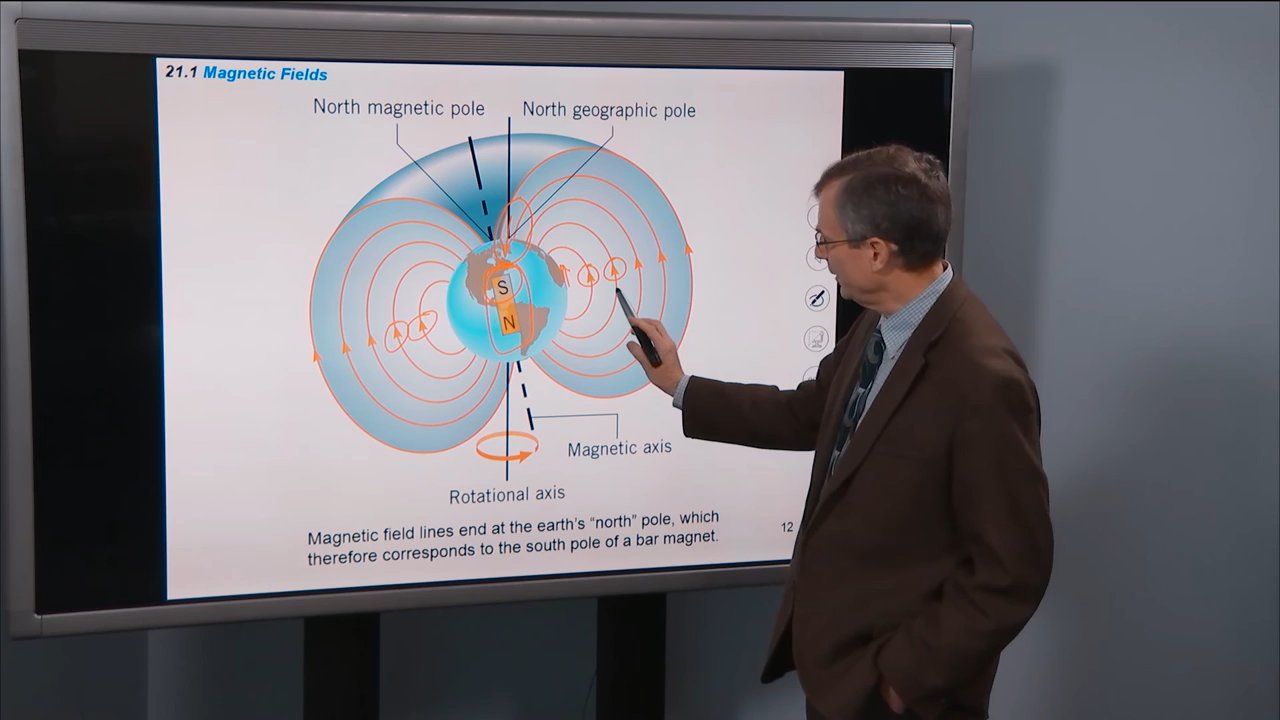 21.1 Magnetic Fields
North magnetic pole
North geographic pole
S
N
Magnetic axis
Rotational axis
Magnetic field lines end at the earth's "north" pole, which
therefore corresponds to the south pole of a bar magnet.
12